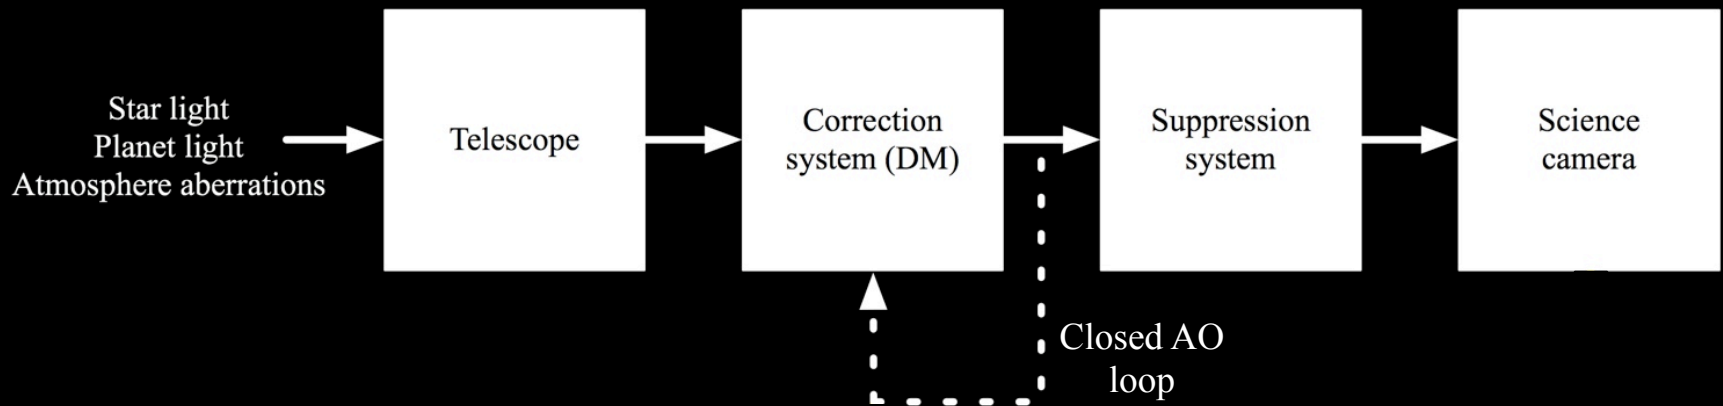 Star light
Planet light
Atmosphere aberrations
Telescope
Correction
system (DM)
Suppression
system
Science
camera
Closed AO
loop